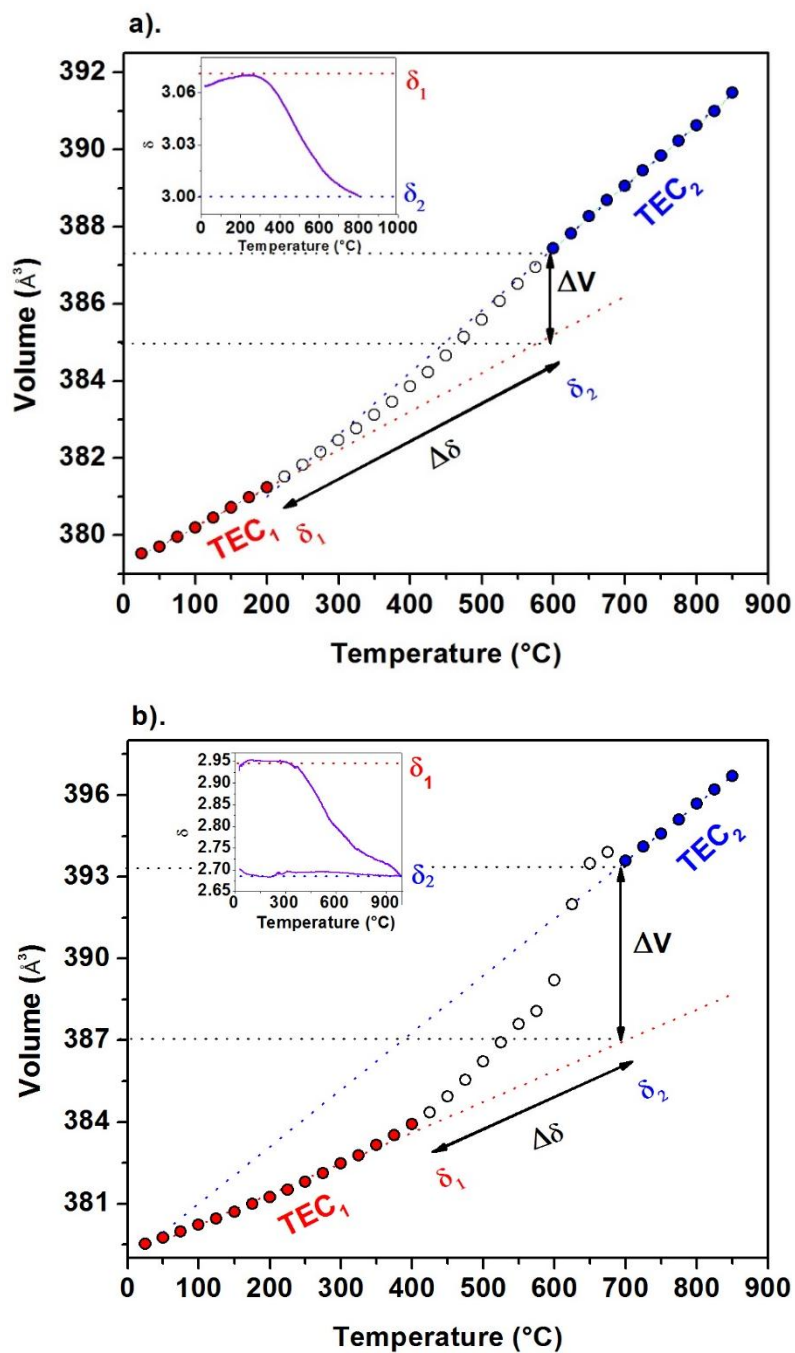 a).
392
390
388
386
384
382
380
Volume (Å³)
0 100 200 300 400 500 600 700 800 900
Temperature (°C)
3.06
3.03
3.00
δ
0 200 400 600 800 1000
Temperature (°C)
δ₁
δ₂
TEC₂
ΔV
δ₂
Δδ
TEC₁
δ₁
b).
396
393
390
387
384
381
Volume (Å³)
0 100 200 300 400 500 600 700 800 900
Temperature (°C)
2.95
2.90
2.85
2.80
2.75
2.70
2.65
δ
0 300 600 900
Temperature (°C)
δ₁
δ₂
TEC₂
ΔV
δ₂
Δδ
δ₁
TEC₁